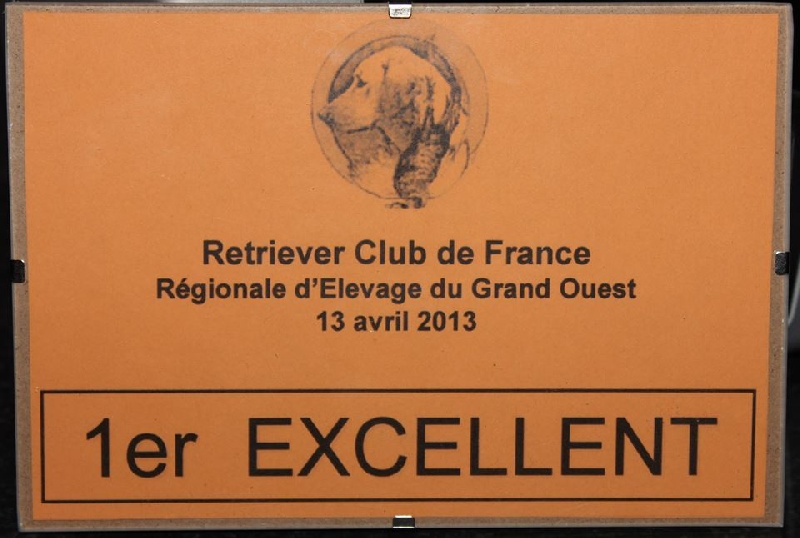 Retriever Club de France
Régionale d'Elevage du Grand Ouest
13 avril 2013
1er EXCELLENT